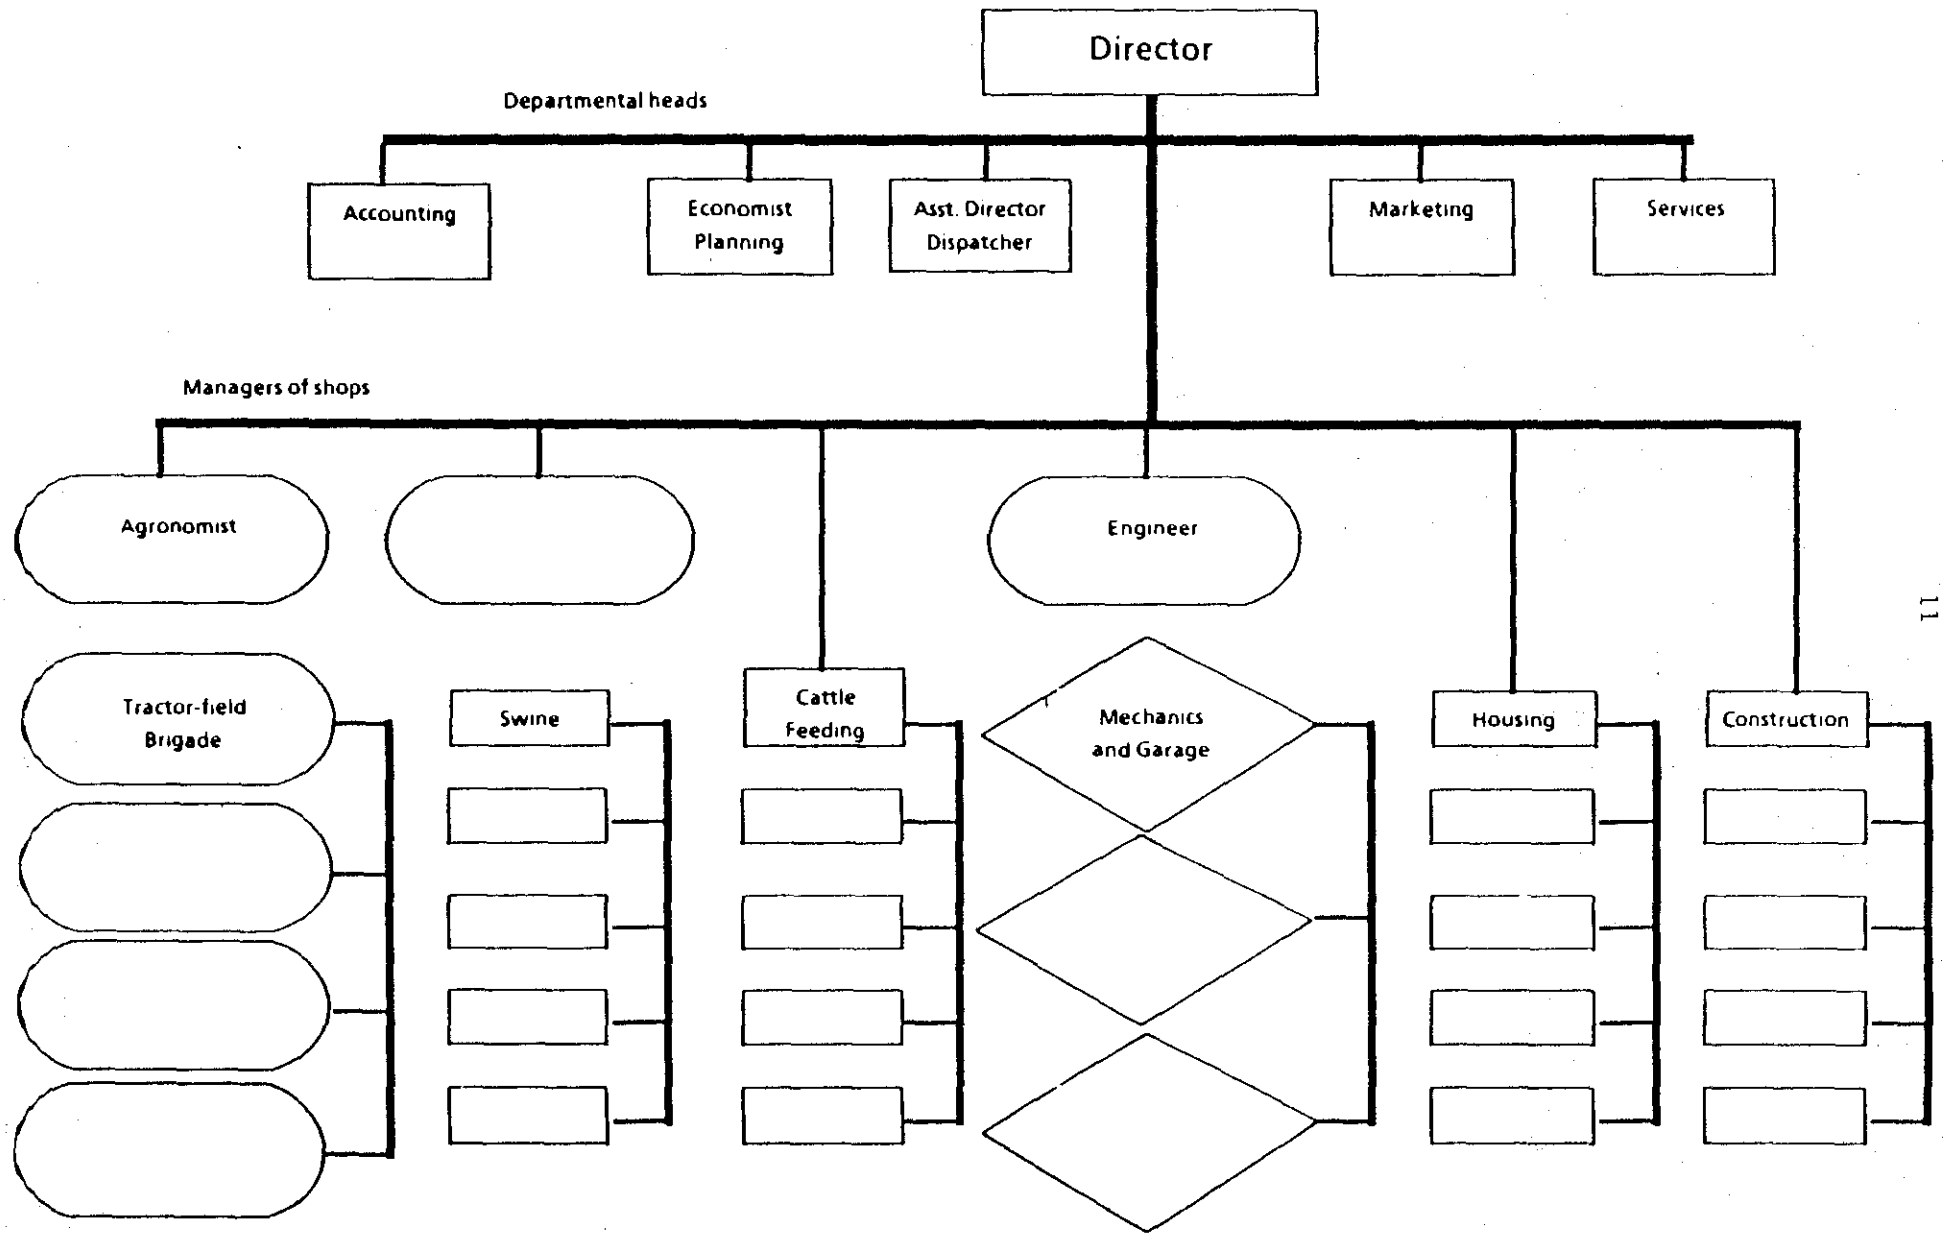 Director
Departmental heads
Accounting
Economist
Planning
Asst. Director
Dispatcher
Marketing
Services
Managers of shops
Agronomist
Engineer
Tractor-field
Brigade
Swine
Cattle
Feeding
Mechanics
and Garage
Housing
Construction
11